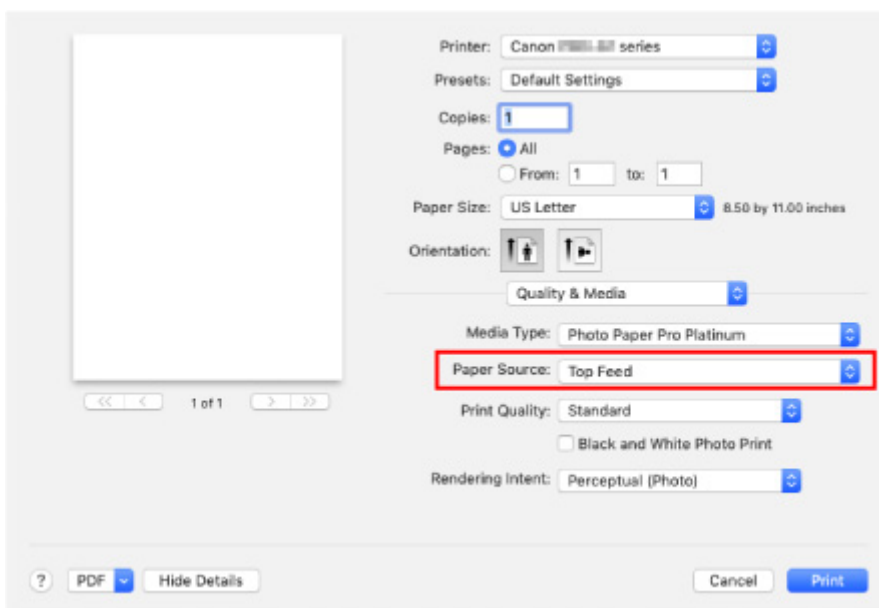 Printer: Canon series
Presets: Default Settings
Copies: 1
Pages: All
From: 1 to: 1
Paper Size: US Letter 8.50 by 11.00 inches
Orientation:
Quality & Media
Media Type: Photo Paper Pro Platinum
Paper Source: Top Feed
1 of 1
Print Quality: Standard
Black and White Photo Print
Rendering Intent: Perceptual (Photo)
? PDF Hide Details Cancel Print